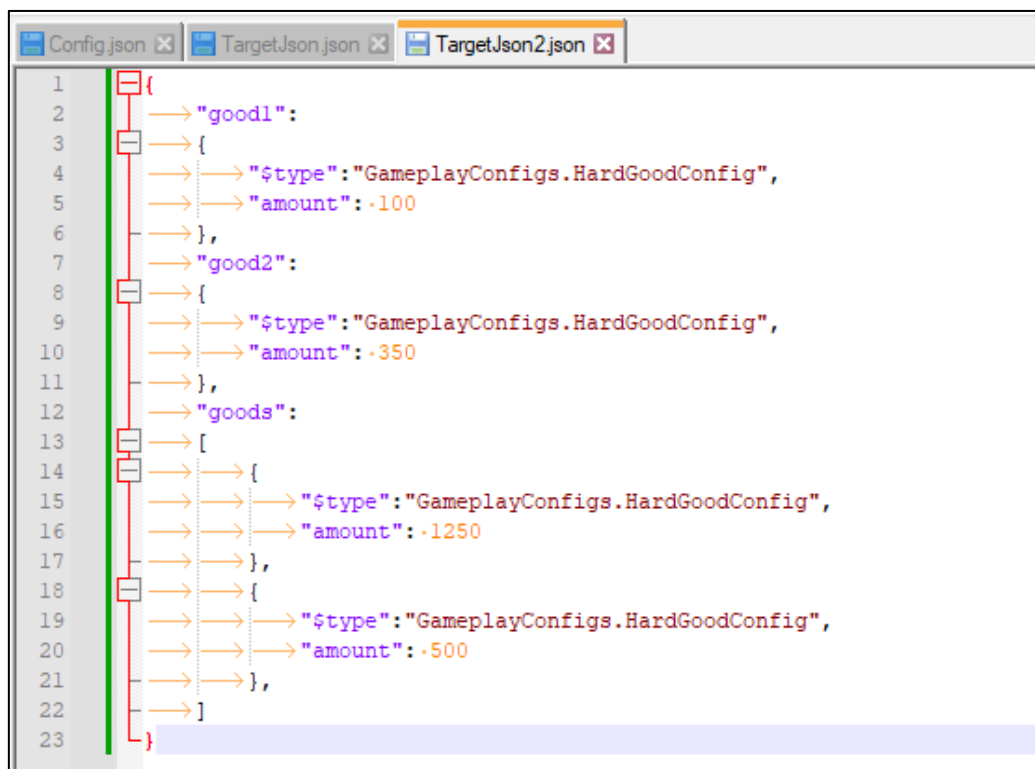 Config.json TargetJson.json TargetJson2.json
1 {
2 "good1":
3 {
4 "$type":"GameplayConfigs.HardGoodConfig",
5 "amount": 100
6 },
7 "good2":
8 {
9 "$type":"GameplayConfigs.HardGoodConfig",
10 "amount": 350
11 },
12 "goods":
13 [
14 {
15 "$type":"GameplayConfigs.HardGoodConfig",
16 "amount": 1250
17 },
18 {
19 "$type":"GameplayConfigs.HardGoodConfig",
20 "amount": 500
21 },
22 ]
23 }